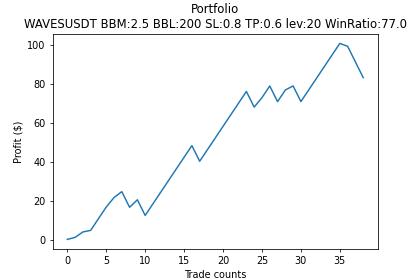 Portfolio
WAVESUSDT BBM:2.5 BBL:200 SL:0.8 TP:0.6 lev:20 WinRatio:77.0
100
80
60
40
20
0
Profit ($)
0 5 10 15 20 25 30 35
Trade counts